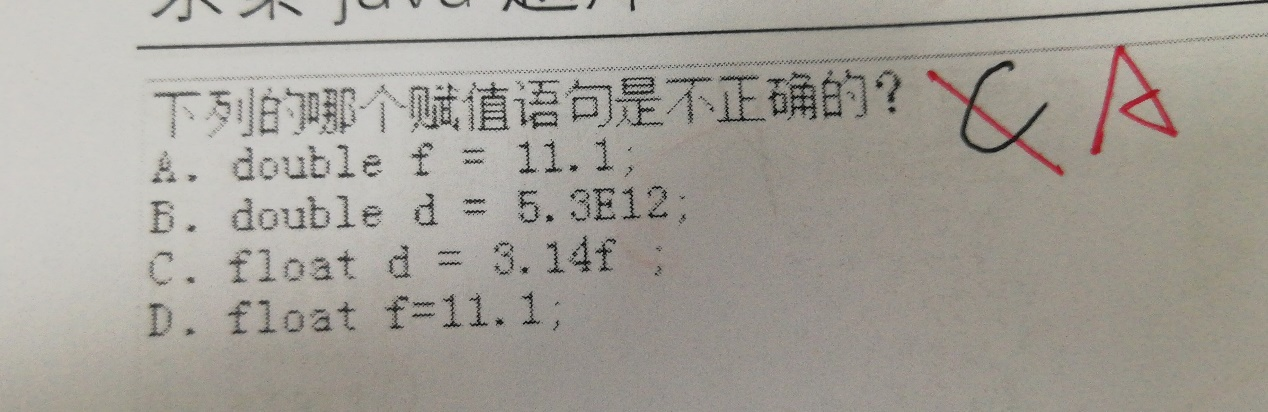 java
下列的哪个赋值语句是不正确的? C A
A. double f = 11.1;
B. double d = 5.3E12;
C. float d = 3.14f ;
D. float f=11.1;